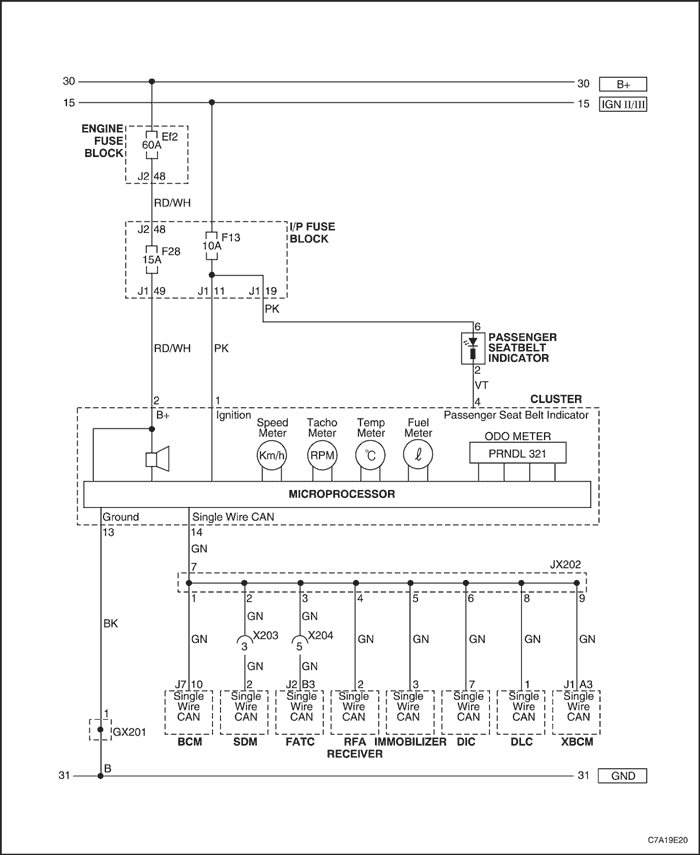 30 30 B+
15 15 IGN II/III
ENGINE
FUSE
BLOCK
Ef2
60A
J2 48
RD/WH
J2 48
I/P FUSE
BLOCK
F28
15A
F13
10A
J1 49
J1 11
J1 19
PK
RD/WH
PK
6
PASSENGER
SEATBELT
INDICATOR
2
VT
2
1
4
CLUSTER
B+
Ignition
Passenger Seat Belt Indicator
Speed
Meter
Km/h
Tacho
Meter
RPM
Temp
Meter
°C
Fuel
Meter
ℓ
ODO METER
PRNDL 321
MICROPROCESSOR
Ground
Single Wire CAN
13
14
GN
7
JX202
1 2 3 4 5 6 8 9
GN GN
X203
3
X204
5
BK
GN GN GN GN GN GN GN GN
J7 10
2
J2 B3
2
3
7
1
J1 A3
Single
Wire
CAN
Single
Wire
CAN
Single
Wire
CAN
Single
Wire
CAN
Single
Wire
CAN
Single
Wire
CAN
Single
Wire
CAN
Single
Wire
CAN
BCM
SDM
FATC
RFA
RECEIVER
IMMOBILIZER
DIC
DLC
XBCM
1
GX201
B
31 31 GND
C7A19E20